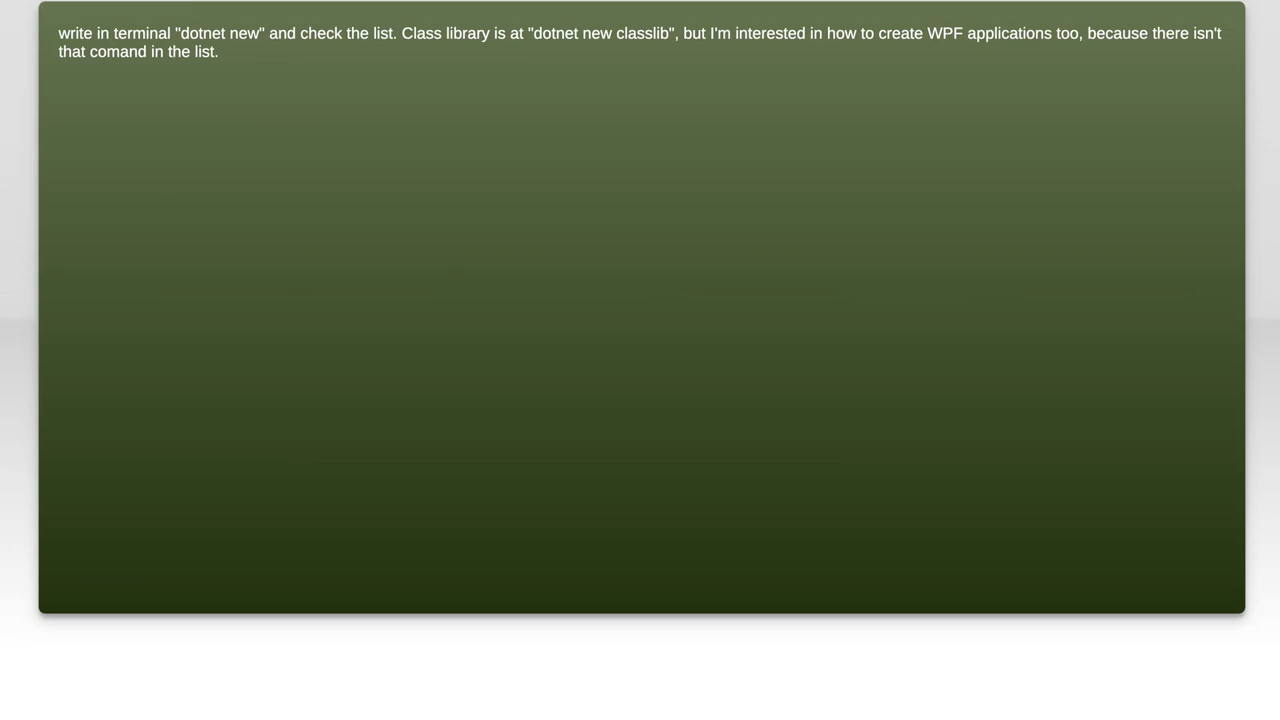 write in terminal "dotnet new" and check the list. Class library is at "dotnet new classlib", but I'm interested in how to create WPF applications too, because there isn't
that comand in the list.